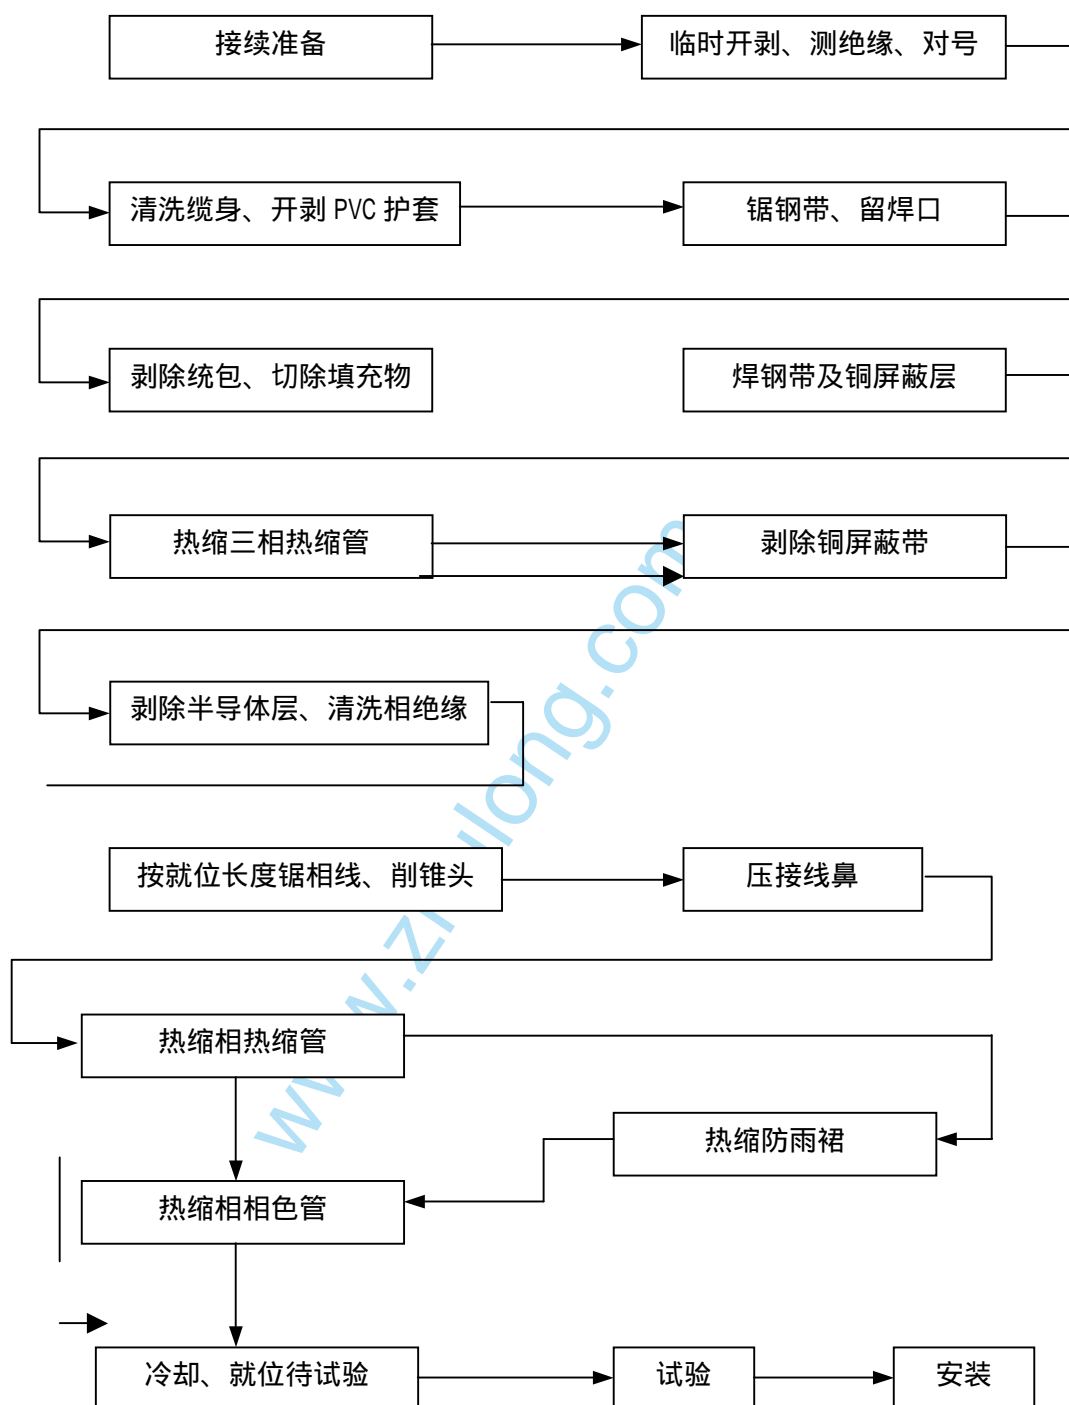 接续准备
临时开剥、测绝缘、对号
清洗缆身、开剥 PVC 护套
锯钢带、留焊口
剥除统包、切除填充物
焊钢带及铜屏蔽层
热缩三相热缩管
剥除铜屏蔽带
剥除半导体层、清洗相绝缘
按就位长度锯相线、削锥头
压接线鼻
热缩相热缩管
热缩防雨裙
热缩相相色管
冷却、就位待试验
试验
安装